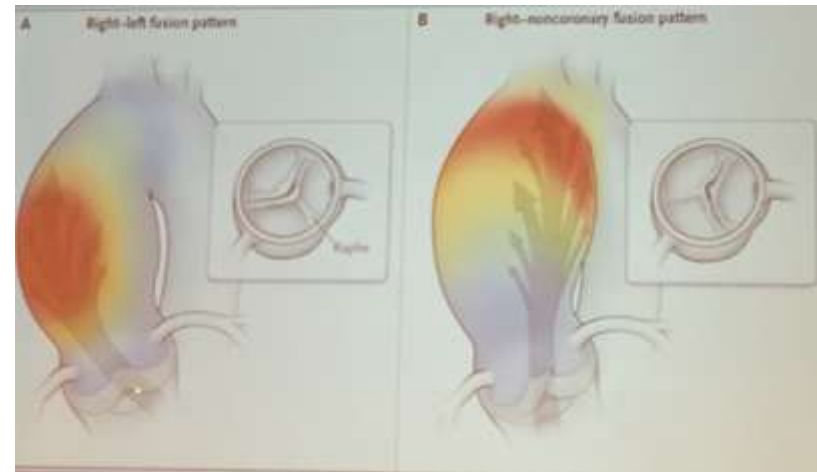 A
Right–left fusion pattern
B
Right–noncoronary fusion pattern
Raphe